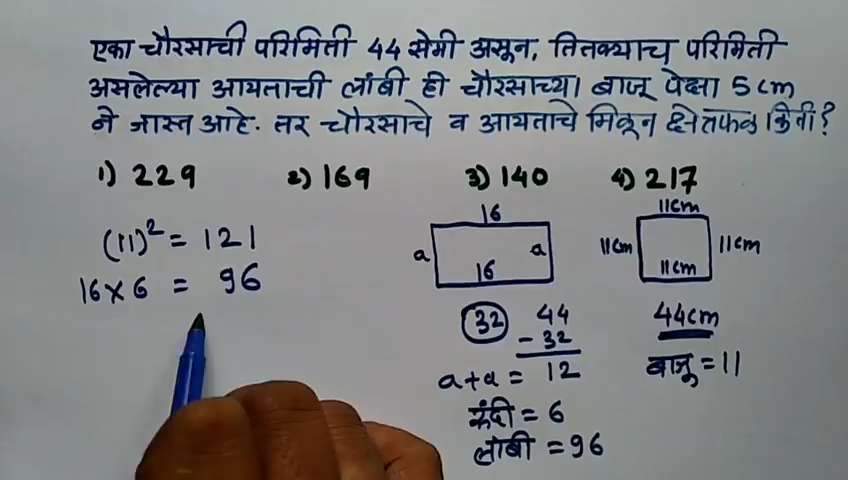 एका चौरसाची परिमिती 44 सेमी असून, तितक्याच परिमिती
असलेल्या आयताची लांबी ही चौरसाच्या बाजू पेक्षा 5 cm
ने जास्त आहे. तर चौरसाचे व आयताचे मिळून क्षेत्रफळ किती?
1) 229 2) 169 3) 140 4) 217
(11)² = 121
16 × 6 = 96
16
a a
16
32
44
- 32
a + a = 12
रुंदी = 6
लांबी = 96
11cm
11cm 11cm
11cm
44cm
बाजू = 11